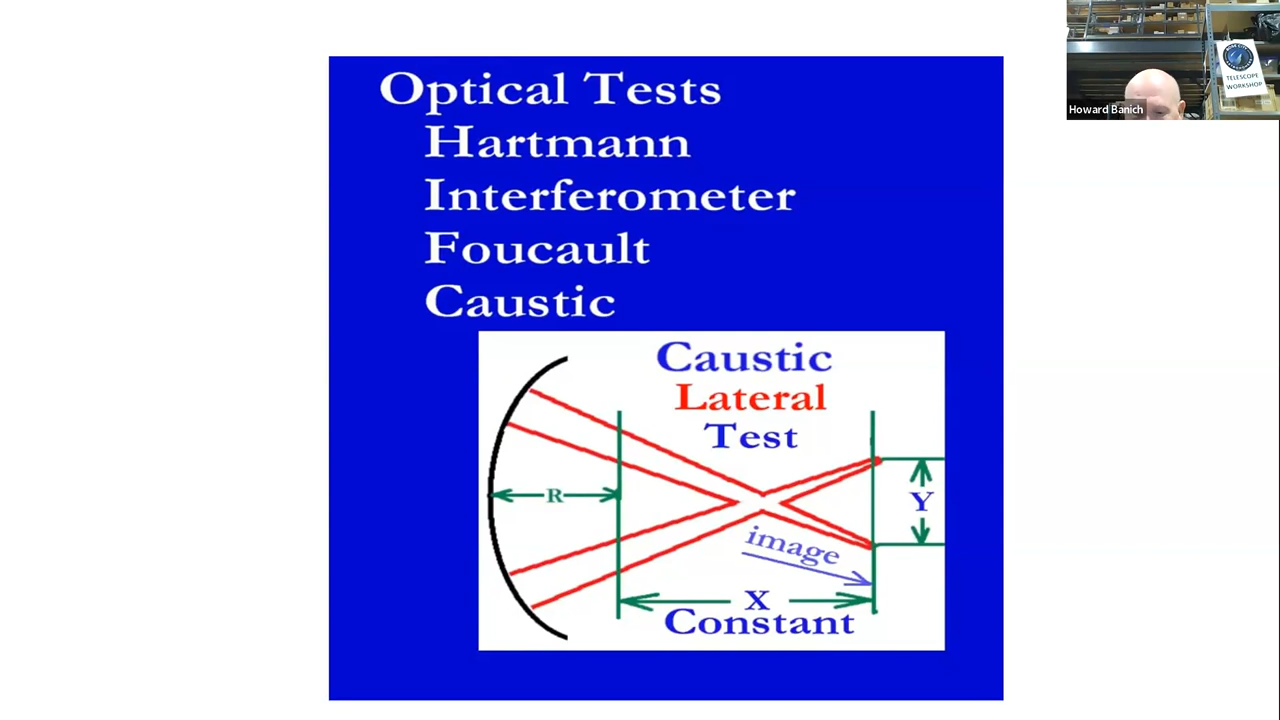 Optical Tests
Hartmann
Interferometer
Foucault
Caustic
Caustic
Lateral
Test
R
Y
image
X
Constant
Howard Banich
TELESCOPE
WORKSHOP